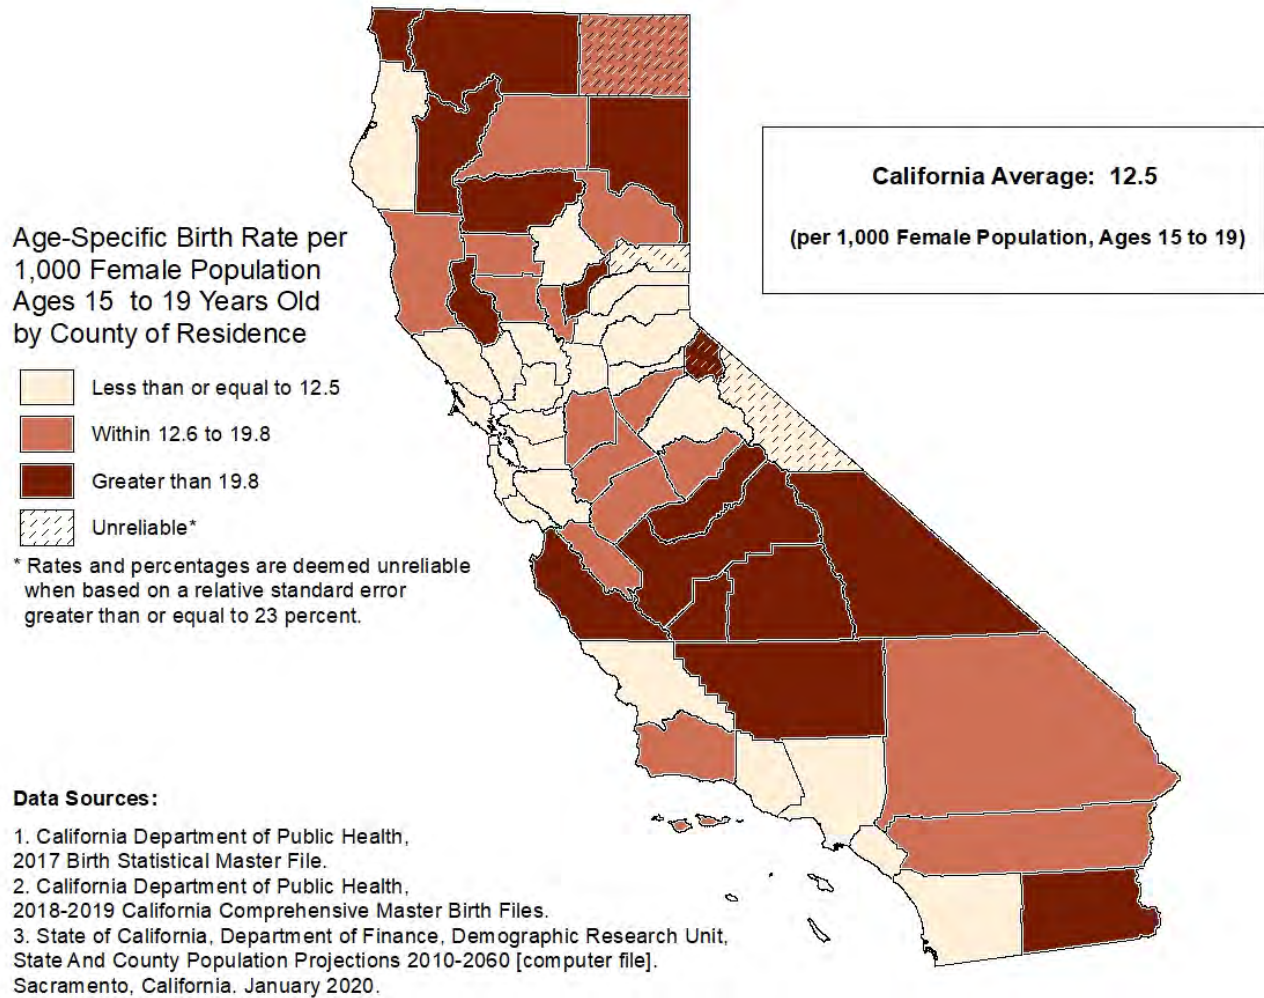 California Average: 12.5
(per 1,000 Female Population, Ages 15 to 19)
Age-Specific Birth Rate per
1,000 Female Population
Ages 15 to 19 Years Old
by County of Residence
Less than or equal to 12.5
Within 12.6 to 19.8
Greater than 19.8
Unreliable*
* Rates and percentages are deemed unreliable
when based on a relative standard error
greater than or equal to 23 percent.
Data Sources:
1. California Department of Public Health,
2017 Birth Statistical Master File.
2. California Department of Public Health,
2018-2019 California Comprehensive Master Birth Files.
3. State of California, Department of Finance, Demographic Research Unit,
State And County Population Projections 2010-2060 [computer file].
Sacramento, California. January 2020.